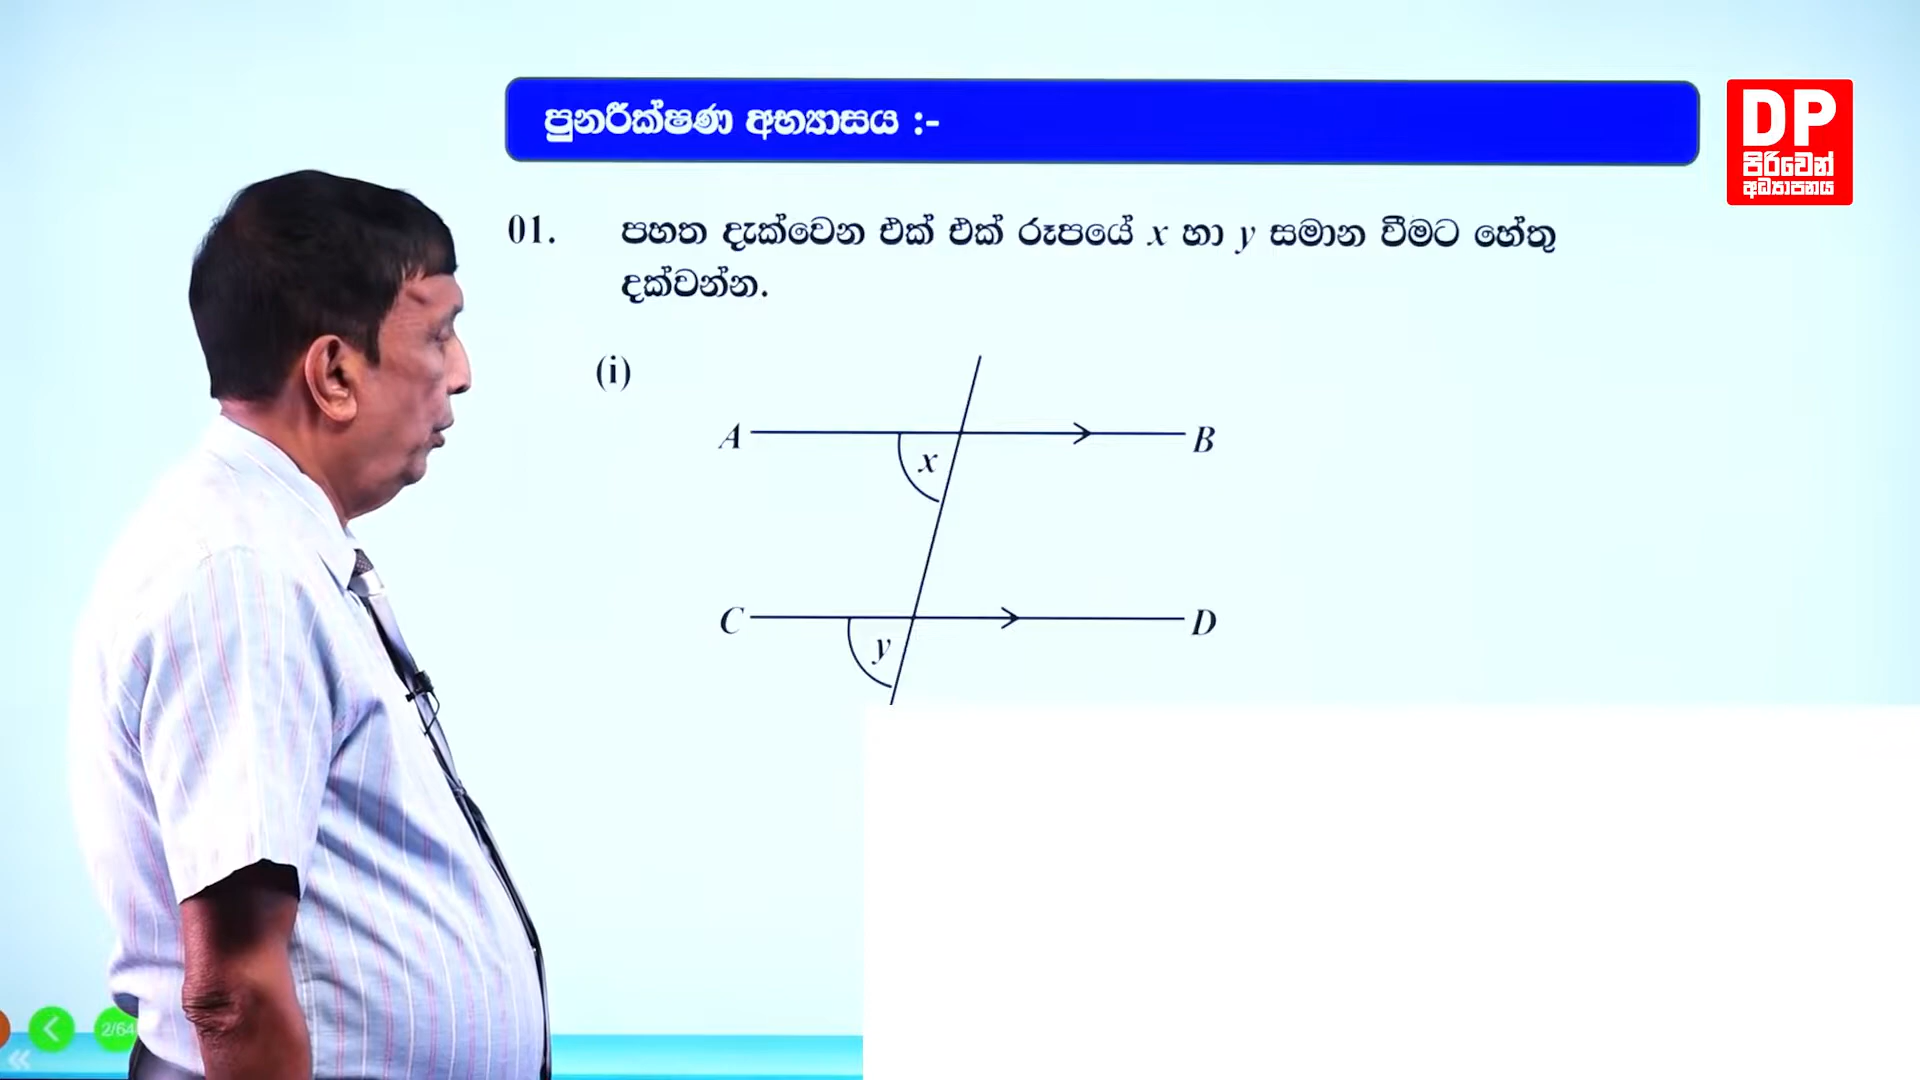 පුනරීක්ෂණ අභ්‍යාසය :-
DP
පිරිවෙන්
අධ්‍යාපනය
01. පහත දැක්වෙන එක් එක් රූපයේ x හා y සමාන වීමට හේතු
දක්වන්න.
(i)
A B
x
C D
y
2/64